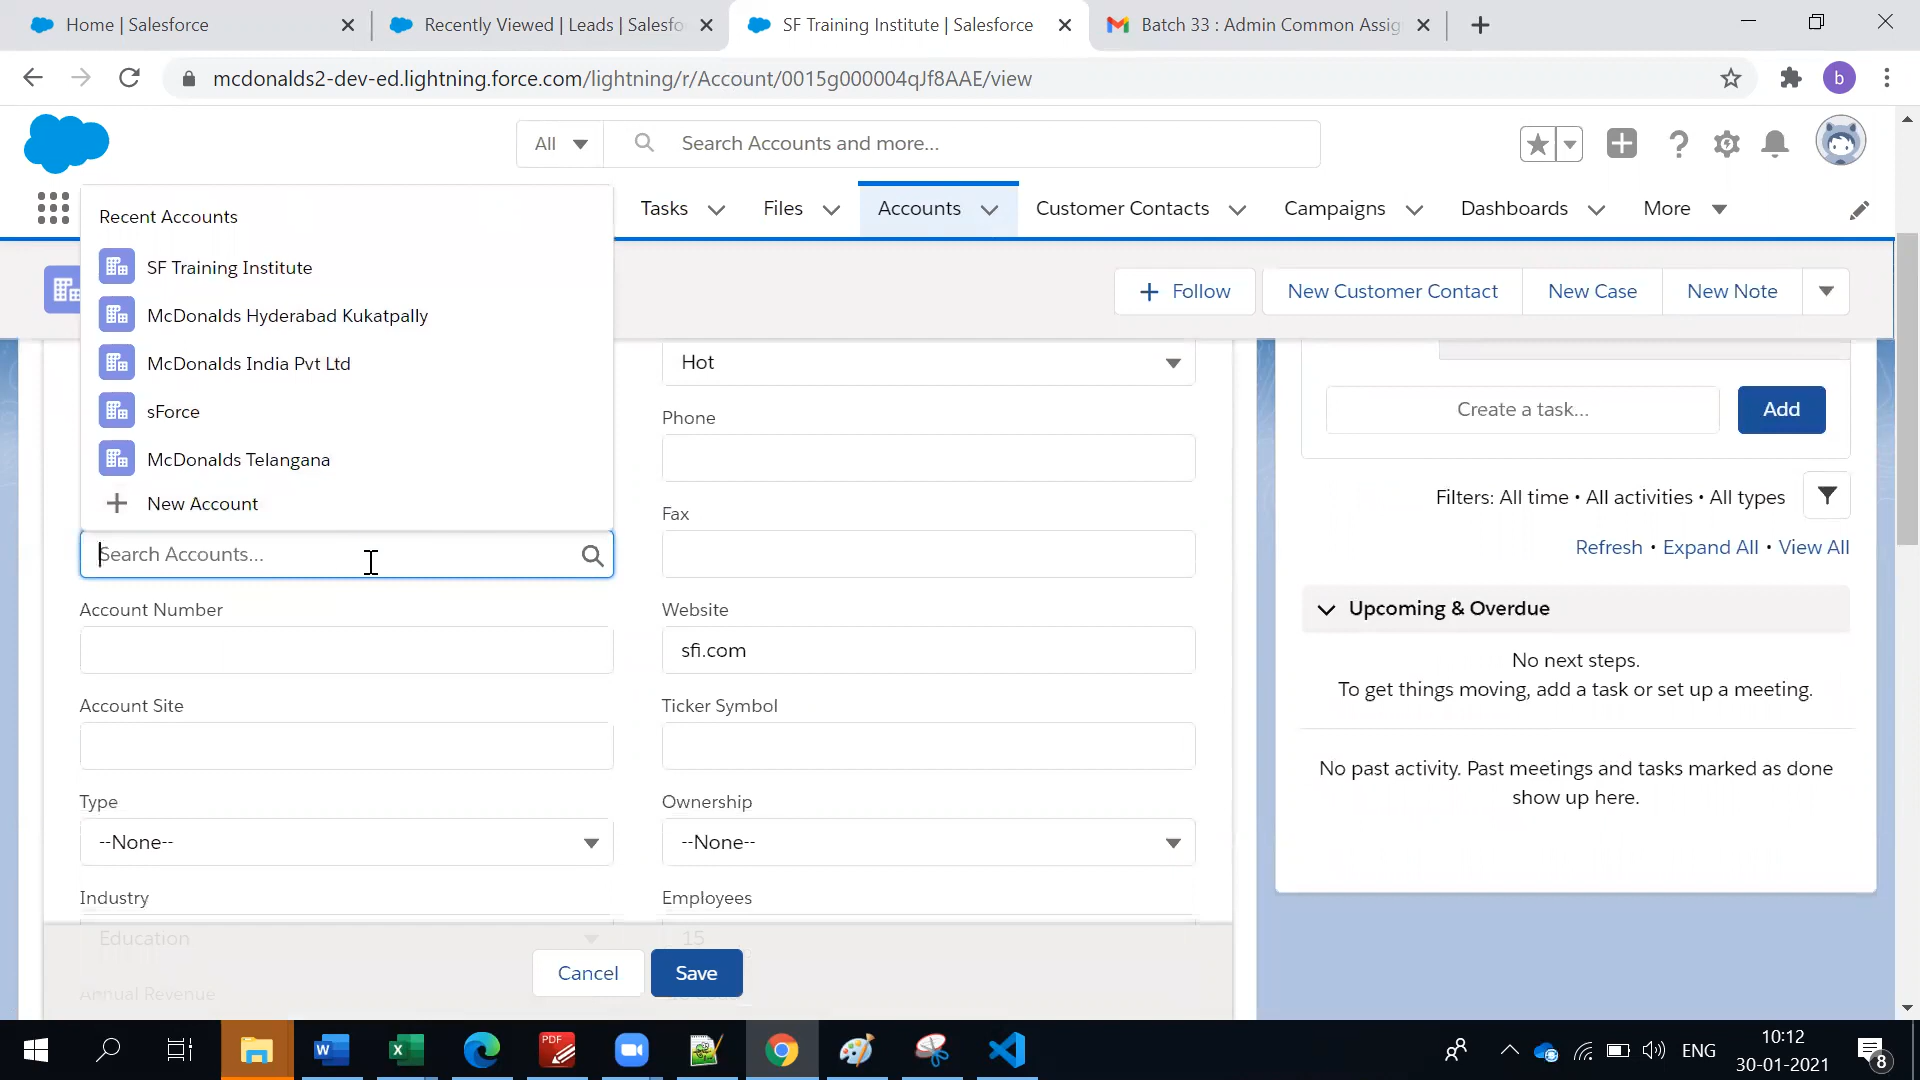 Home | Salesforce
Recently Viewed | Leads | Salesfo
SF Training Institute | Salesforce
Batch 33 : Admin Common Assig
mcdonalds2-dev-ed.lightning.force.com/lightning/r/Account/0015g000004qJf8AAE/view
b
All
Search Accounts and more...
Tasks
Files
Accounts
Customer Contacts
Campaigns
Dashboards
More
Recent Accounts
SF Training Institute
McDonalds Hyderabad Kukatpally
McDonalds India Pvt Ltd
sForce
McDonalds Telangana
New Account
Search Accounts...
Follow
New Customer Contact
New Case
New Note
Hot
Phone
Fax
Account Number
Website
sfi.com
Account Site
Ticker Symbol
Type
--None--
Ownership
--None--
Industry
Education
Employees
15
Annual Revenue
Cancel
Save
Create a task...
Add
Filters: All time • All activities • All types
Refresh • Expand All • View All
Upcoming & Overdue
No next steps.
To get things moving, add a task or set up a meeting.
No past activity. Past meetings and tasks marked as done
show up here.
PDF
ENG
10:12
30-01-2021
8